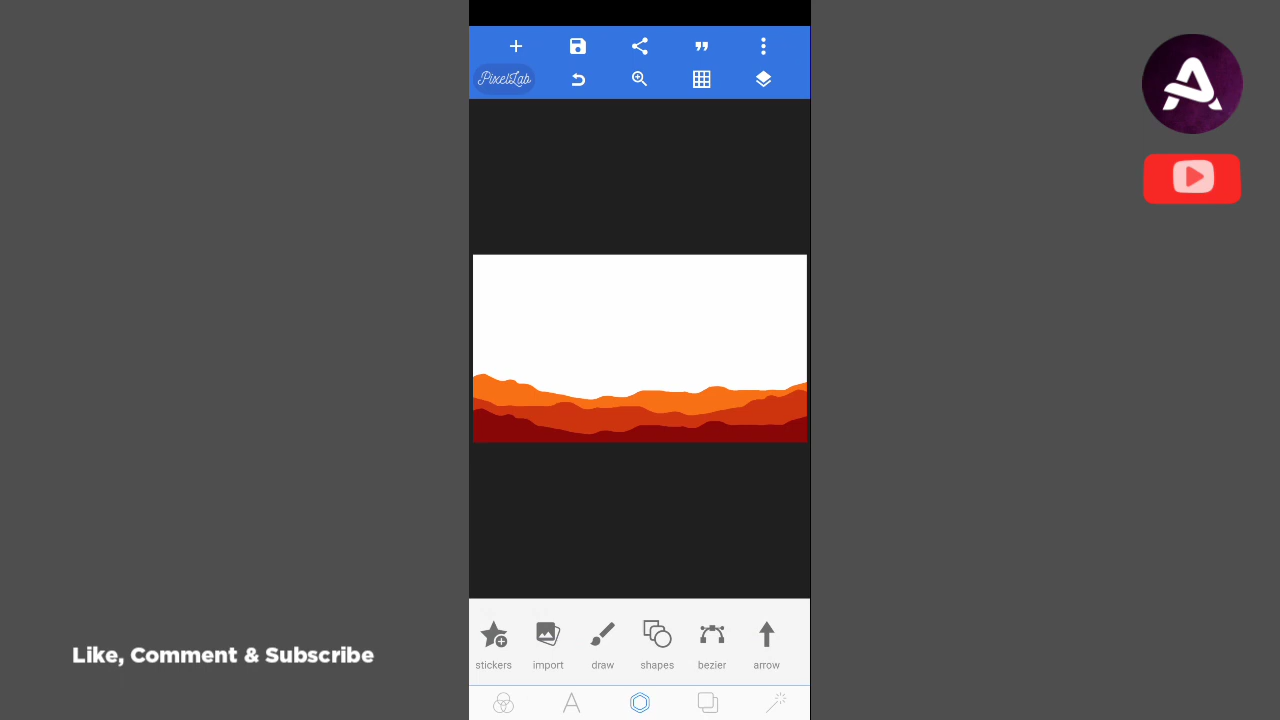 PixelLab
stickers
import
draw
shapes
bezier
arrow
Like, Comment & Subscribe